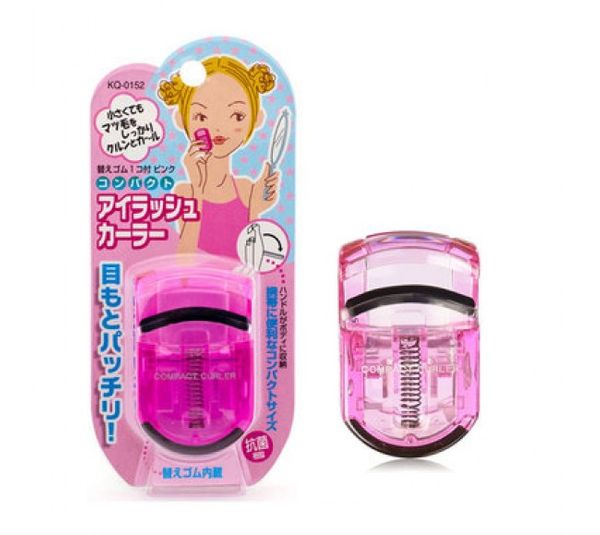 KQ-0152
小さくても
マツ毛を
しっかり
クルンとカ〜ル
替えゴム1コ付 ピンク
コンパクト
アイラッシュ
カーラー
目もとパッチリ!
ハンドルがボディに収納
携帯に便利なコンパクトサイズ
COMPACT CURLER
抗菌
樹脂
替えゴム内蔵
COMPACT CURLER